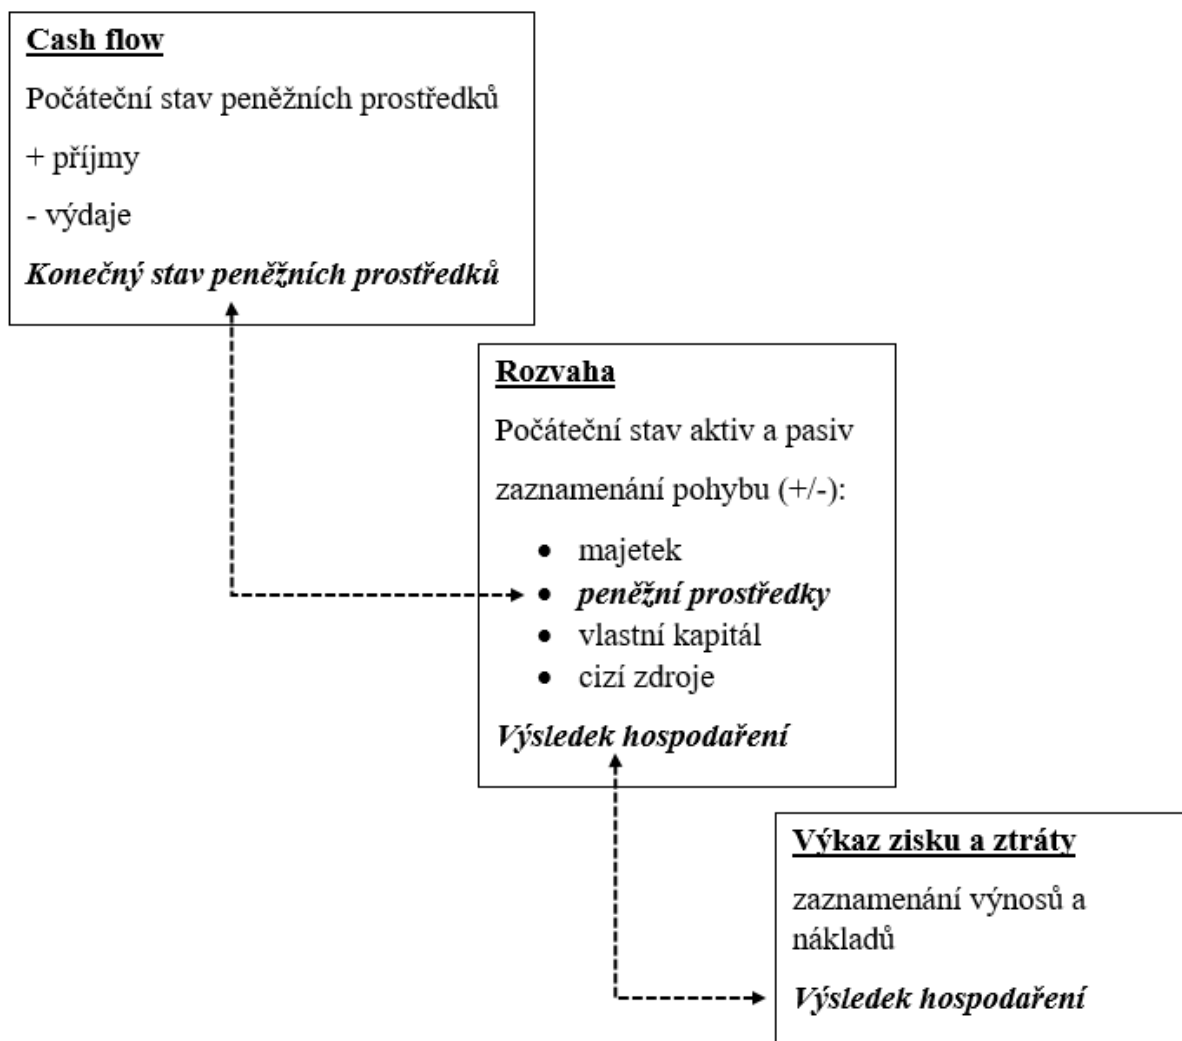 Cash flow
Počáteční stav peněžních prostředků
+ příjmy
- výdaje
Konečný stav peněžních prostředků
Rozvaha
Počáteční stav aktiv a pasiv
zaznamenání pohybu (+/-):
• majetek
• peněžní prostředky
• vlastní kapitál
• cizí zdroje
Výsledek hospodaření
Výkaz zisku a ztráty
zaznamenání výnosů a
nákladů
Výsledek hospodaření